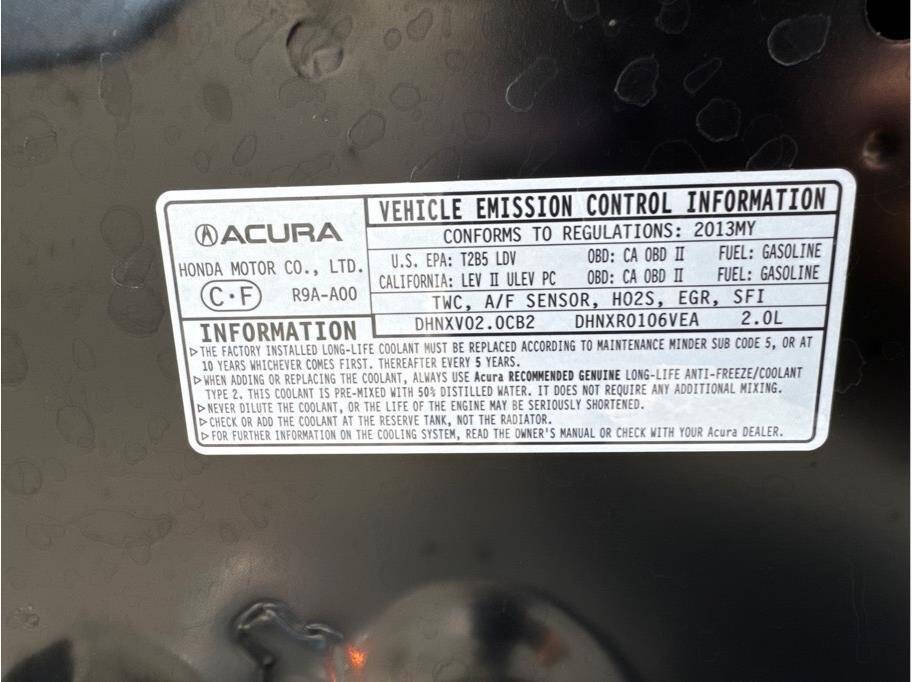 ACURA
HONDA MOTOR CO., LTD.
C·F R9A-A00
VEHICLE EMISSION CONTROL INFORMATION
CONFORMS TO REGULATIONS: 2013MY
U.S. EPA: T2B5 LDV OBD: CA OBD II FUEL: GASOLINE
CALIFORNIA: LEV II ULEV PC OBD: CA OBD II FUEL: GASOLINE
TWC, A/F SENSOR, HO2S, EGR, SFI
DHNXV02.0CB2 DHNXR0106VEA 2.0L
INFORMATION
▷THE FACTORY INSTALLED LONG-LIFE COOLANT MUST BE REPLACED ACCORDING TO MAINTENANCE MINDER SUB CODE 5, OR AT
10 YEARS WHICHEVER COMES FIRST. THEREAFTER EVERY 5 YEARS.
▷WHEN ADDING OR REPLACING THE COOLANT, ALWAYS USE Acura RECOMMENDED GENUINE LONG-LIFE ANTI-FREEZE/COOLANT
TYPE 2. THIS COOLANT IS PRE-MIXED WITH 50% DISTILLED WATER. IT DOES NOT REQUIRE ANY ADDITIONAL MIXING.
▷NEVER DILUTE THE COOLANT, OR THE LIFE OF THE ENGINE MAY BE SERIOUSLY SHORTENED.
▷CHECK OR ADD THE COOLANT AT THE RESERVE TANK, NOT THE RADIATOR.
▷FOR FURTHER INFORMATION ON THE COOLING SYSTEM, READ THE OWNER'S MANUAL OR CHECK WITH YOUR Acura DEALER.